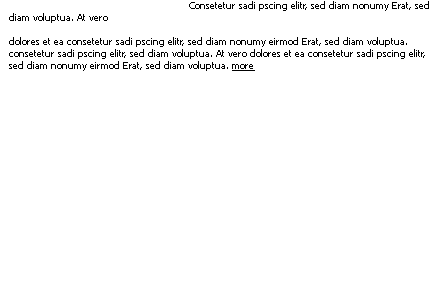 Consetetur sadi pscing elitr, sed diam nonumy Erat, sed
diam voluptua. At vero
dolores et ea consetetur sadi pscing elitr, sed diam nonumy eirmod Erat, sed diam voluptua.
consetetur sadi pscing elitr, sed diam voluptua. At vero dolores et ea consetetur sadi pscing elitr,
sed diam nonumy eirmod Erat, sed diam voluptua. more